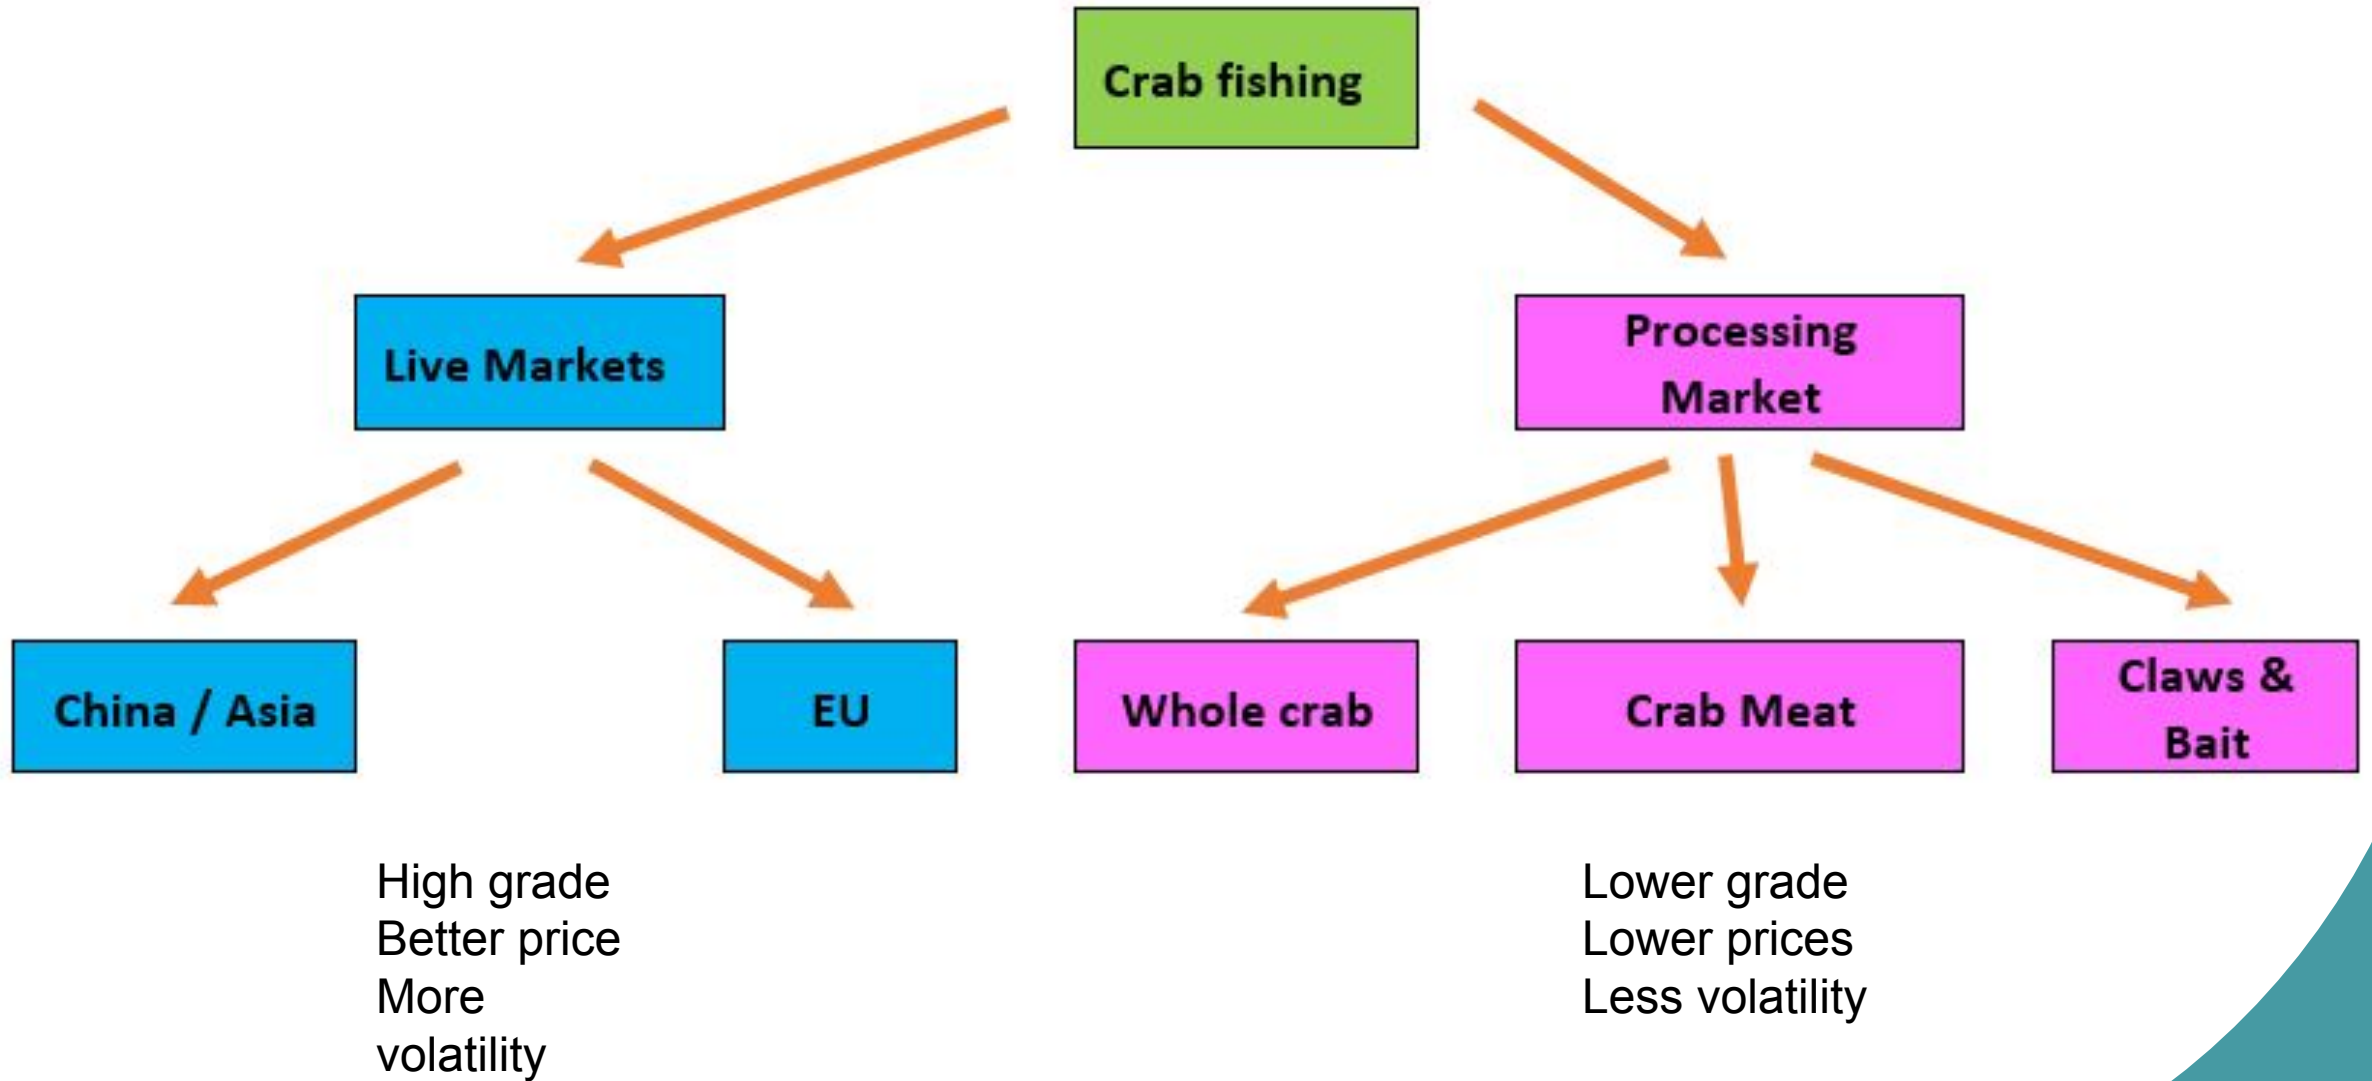 Crab fishing
Live Markets
Processing
Market
China / Asia
EU
Whole crab
Crab Meat
Claws &
Bait
High grade
Better price
More
volatility
Lower grade
Lower prices
Less volatility